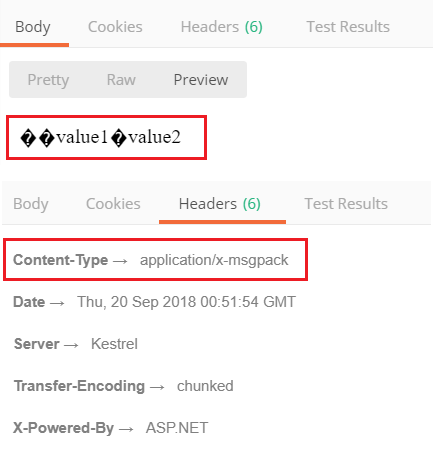 Body Cookies Headers (6) Test Results
Pretty Raw Preview
��value1�value2
Body Cookies Headers (6) Test Results
Content-Type → application/x-msgpack
Date → Thu, 20 Sep 2018 00:51:54 GMT
Server → Kestrel
Transfer-Encoding → chunked
X-Powered-By → ASP.NET